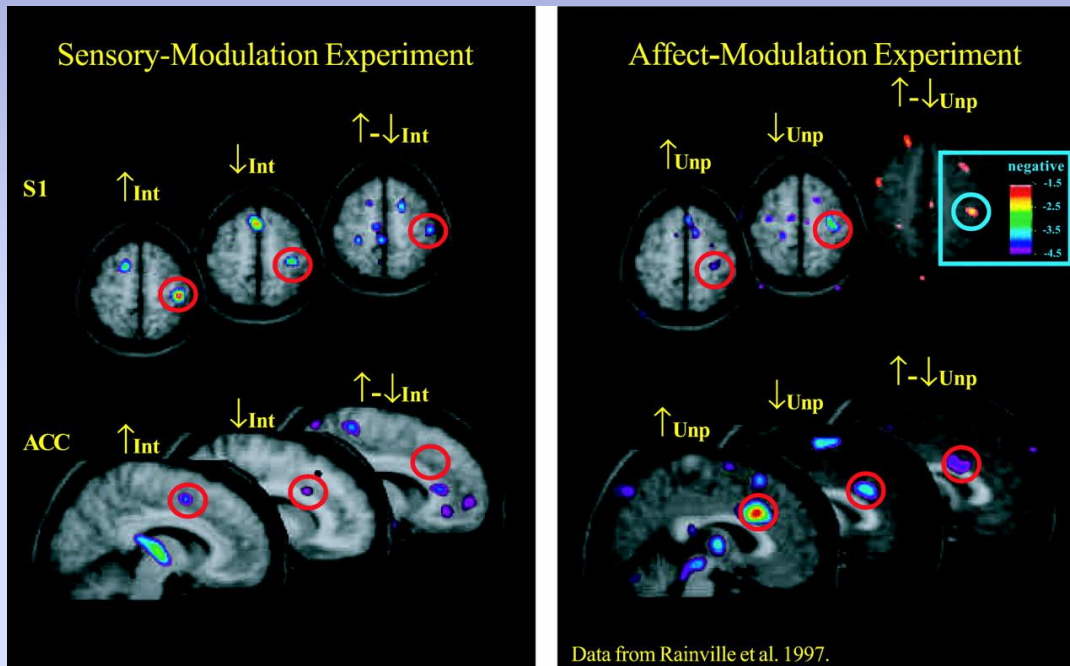 Sensory-Modulation Experiment
↑-↓Int
↓Int
↑Int
S1
↑-↓Int
↓Int
↑Int
ACC
Affect-Modulation Experiment
↑-↓Unp
↓Unp
↑Unp
negative
-1.5
-2.5
-3.5
-4.5
↑-↓Unp
↓Unp
↑Unp
Data from Rainville et al. 1997.